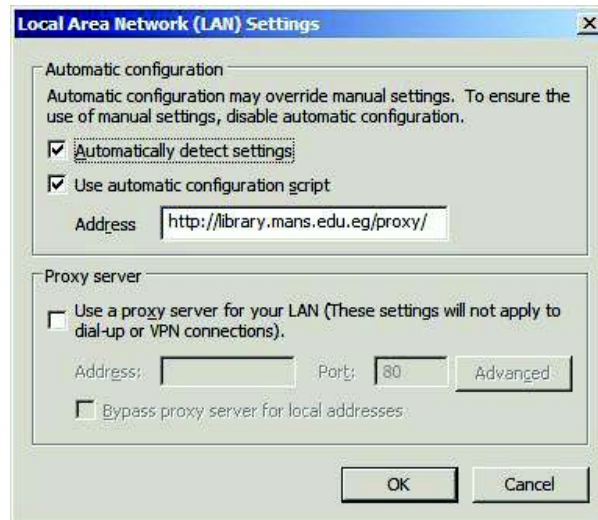 Local Area Network (LAN) Settings
Automatic configuration
Automatic configuration may override manual settings. To ensure the
use of manual settings, disable automatic configuration.
Automatically detect settings
Use automatic configuration script
Address http://library.mans.edu.eg/proxy/
Proxy server
Use a proxy server for your LAN (These settings will not apply to
dial-up or VPN connections).
Address: Port: 80 Advanced
Bypass proxy server for local addresses
OK Cancel